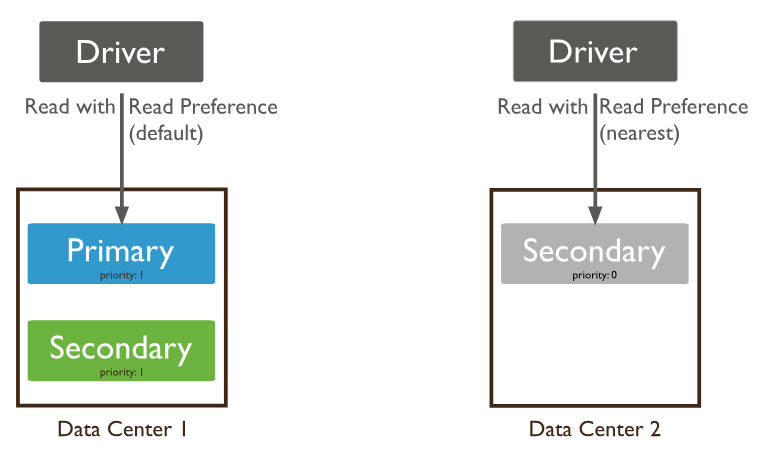 Driver
Read with Read Preference
(default)
Primary
priority: 1
Secondary
priority: 1
Data Center 1
Driver
Read with Read Preference
(nearest)
Secondary
priority: 0
Data Center 2